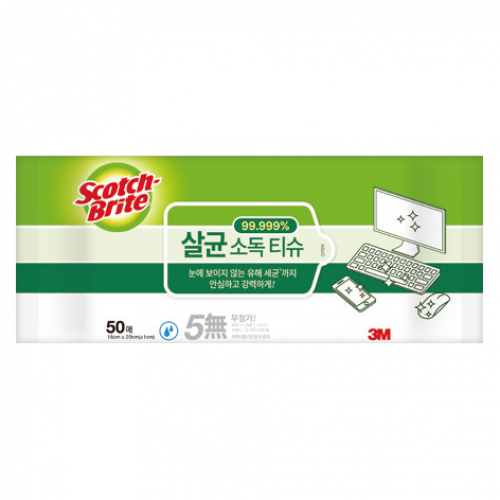 Scotch-
Brite
99.999%
살균 소독 티슈
눈에 보이지 않는 유해 세균*까지
안심하고 강력하게!
OPEN
50매
5無
무첨가!
3M